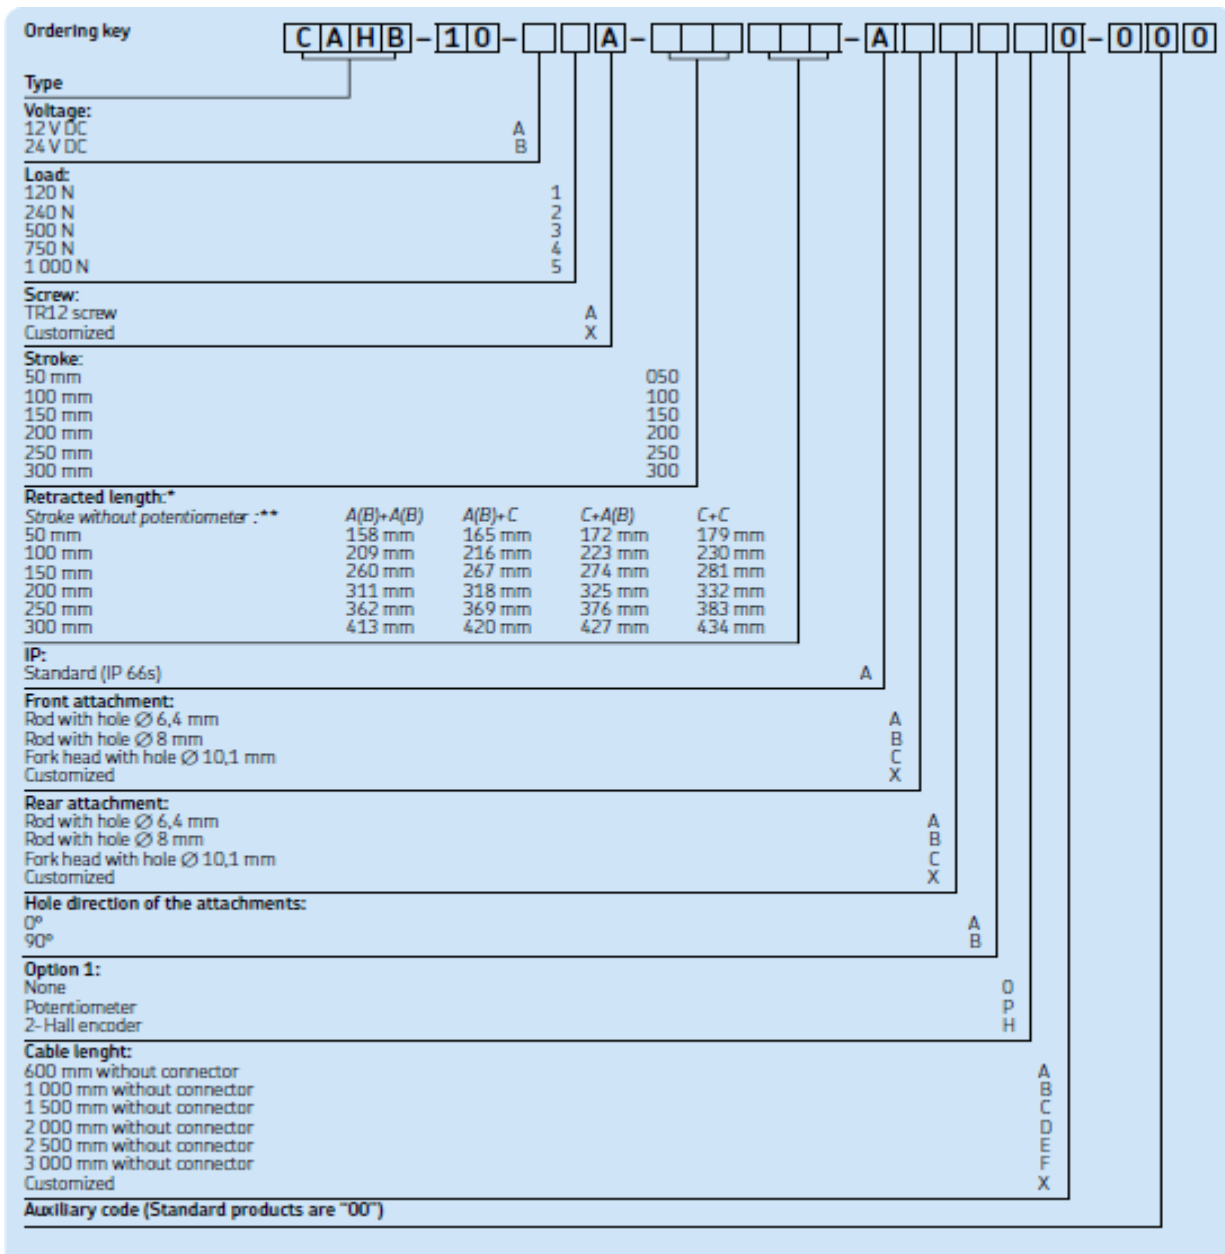 Ordering key CAHB-10-  A-      -A    0-000
Type
Voltage:
12 V DC A
24 V DC B
Load:
120 N 1
240 N 2
500 N 3
750 N 4
1 000 N 5
Screw:
TR12 screw A
Customized X
Stroke:
50 mm 050
100 mm 100
150 mm 150
200 mm 200
250 mm 250
300 mm 300
Retracted length:*
Stroke without potentiometer :** A(B)+A(B) A(B)+C C+A(B) C+C
50 mm 158 mm 165 mm 172 mm 179 mm
100 mm 209 mm 216 mm 223 mm 230 mm
150 mm 260 mm 267 mm 274 mm 281 mm
200 mm 311 mm 318 mm 325 mm 332 mm
250 mm 362 mm 369 mm 376 mm 383 mm
300 mm 413 mm 420 mm 427 mm 434 mm
IP:
Standard (IP 66s) A
Front attachment:
Rod with hole Ø 6,4 mm A
Rod with hole Ø 8 mm B
Fork head with hole Ø 10,1 mm C
Customized X
Rear attachment:
Rod with hole Ø 6,4 mm A
Rod with hole Ø 8 mm B
Fork head with hole Ø 10,1 mm C
Customized X
Hole direction of the attachments:
0° A
90° B
Option 1:
None 0
Potentiometer P
2-Hall encoder H
Cable lenght:
600 mm without connector A
1 000 mm without connector B
1 500 mm without connector C
2 000 mm without connector D
2 500 mm without connector E
3 000 mm without connector F
Customized X
Auxiliary code (Standard products are "00")